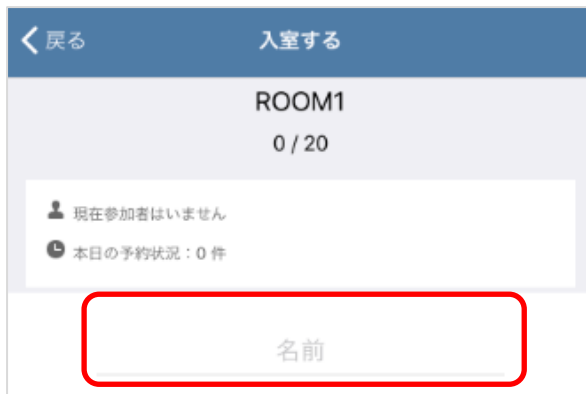 戻る 入室する
ROOM1
0 / 20
現在参加者はいません
本日の予約状況：0 件
名前